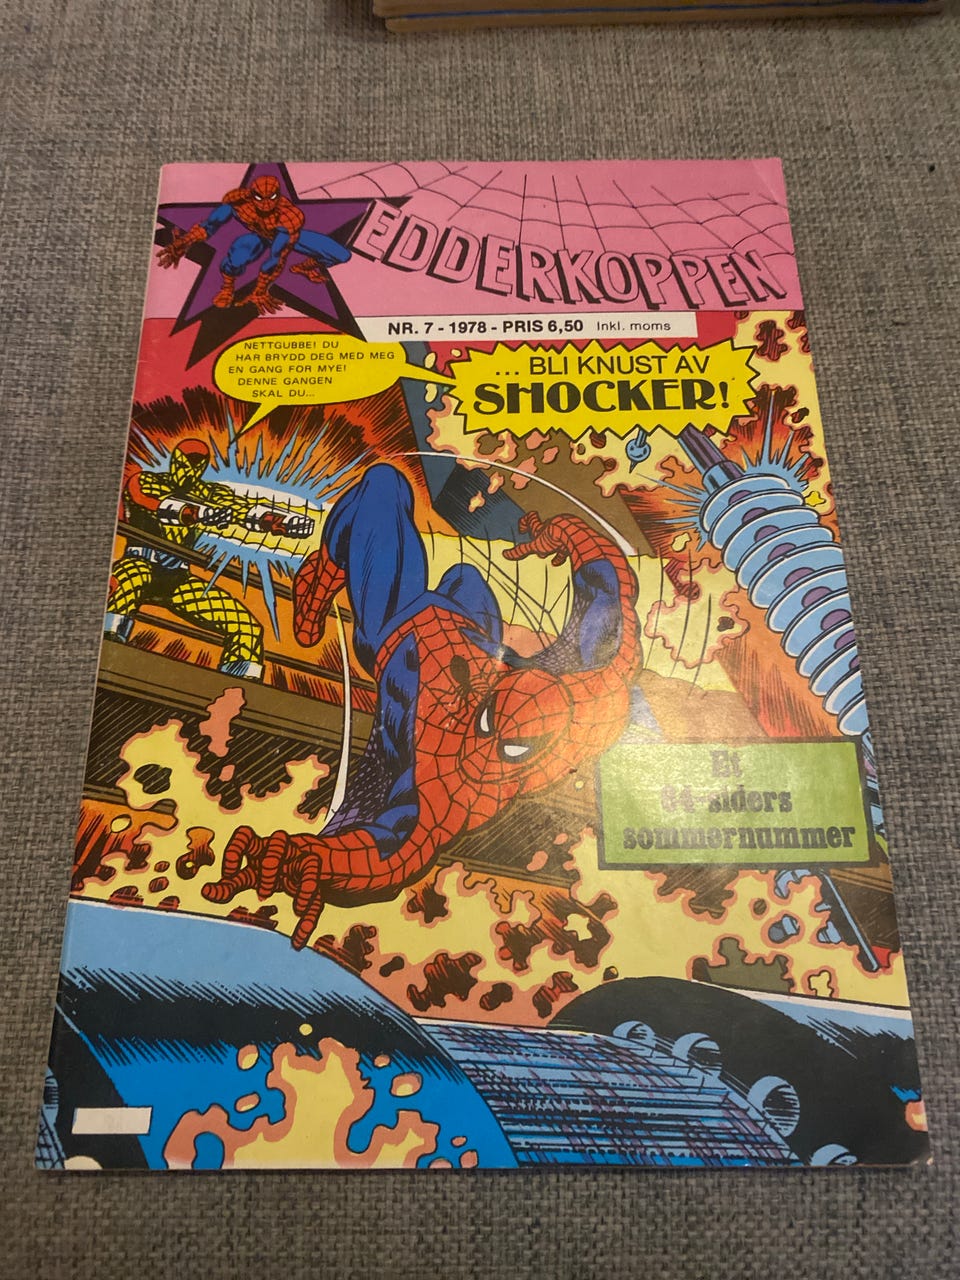 EDDERKOPPEN
NR. 7 - 1978 - PRIS 6,50 Inkl. moms
NETTGUBBE! DU
HAR BRYDD DEG MED MEG
EN GANG FOR MYE!
DENNE GANGEN
SKAL DU...
... BLI KNUST AV
SHOCKER!
Et
64-siders
sommernummer